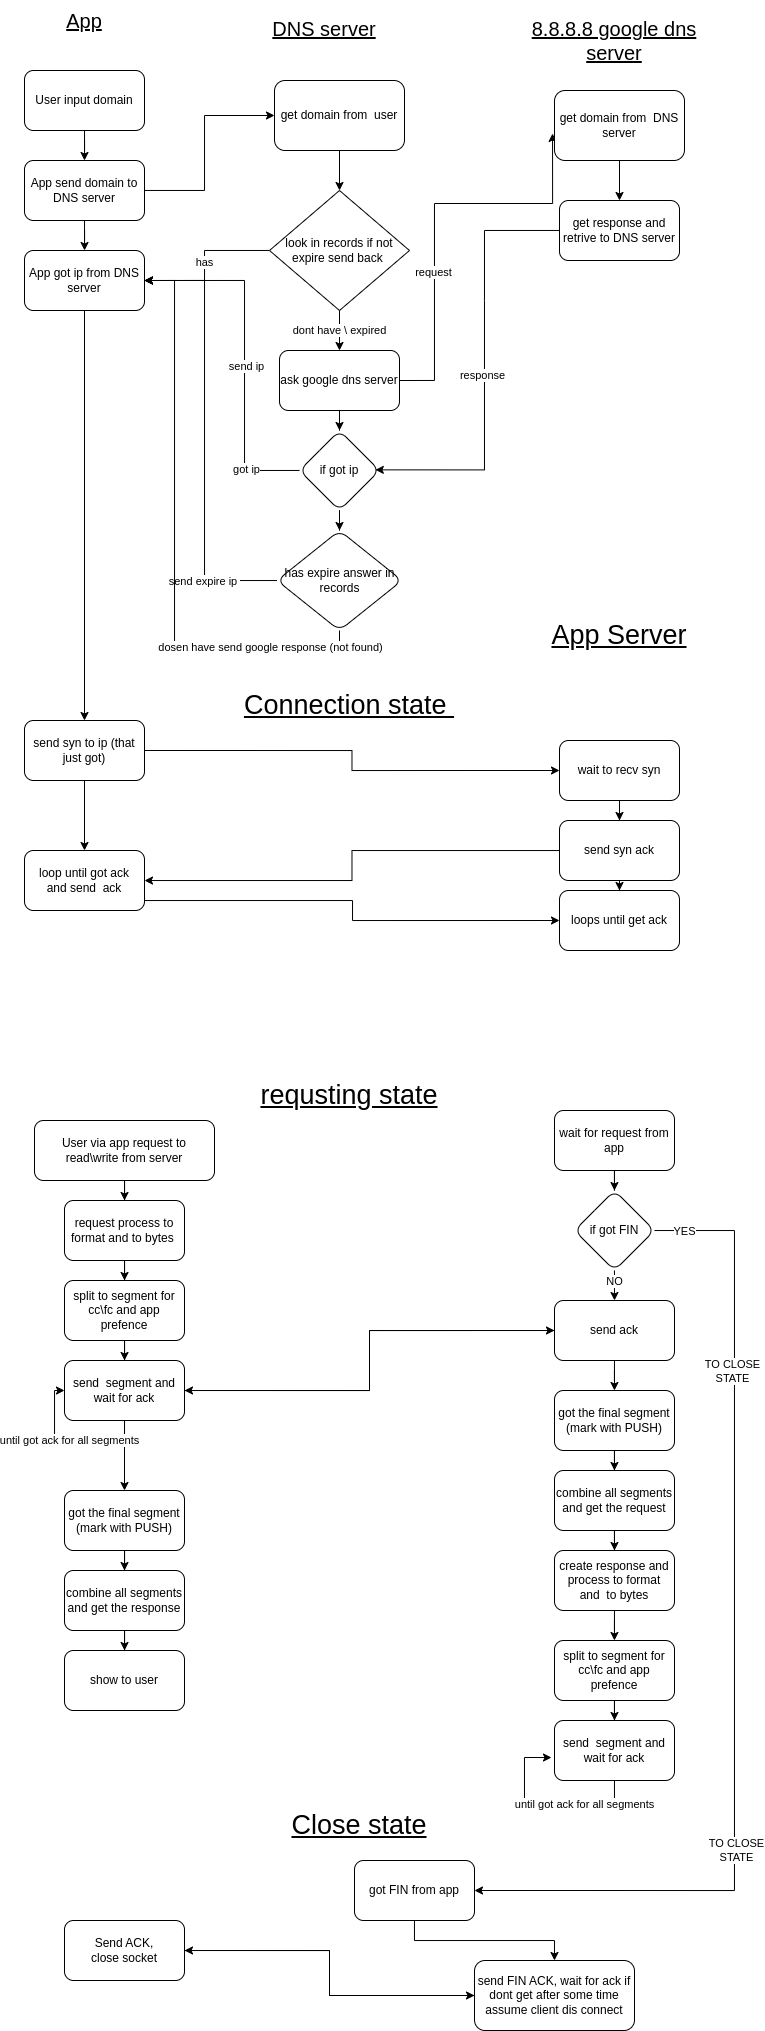 App
DNS server
8.8.8.8 google dns
server
User input domain
get domain from  user
get domain from  DNS
server
App send domain to
DNS server
get response and
retrive to DNS server
App got ip from DNS
server
look in records if not
expire send back
has
request
dont have \ expired
send ip
response
ask google dns server
got ip
if got ip
has expire answer in
records
send expire ip
dosen have send google response (not found)
App Server
Connection state
send syn to ip (that
just got)
wait to recv syn
send syn ack
loop until got ack
and send  ack
loops until get ack
requsting state
User via app request to
read\write from server
wait for request from
app
request process to
format and to bytes
if got FIN
YES
NO
split to segment for
cc\fc and app
prefence
send ack
TO CLOSE
STATE
send  segment and
wait for ack
until got ack for all segments
got the final segment
(mark with PUSH)
got the final segment
(mark with PUSH)
combine all segments
and get the request
combine all segments
and get the response
create response and
process to format
and  to bytes
show to user
split to segment for
cc\fc and app
prefence
send  segment and
wait for ack
until got ack for all segments
Close state
TO CLOSE
STATE
got FIN from app
Send ACK,
close socket
send FIN ACK, wait for ack if
dont get after some time
assume client dis connect